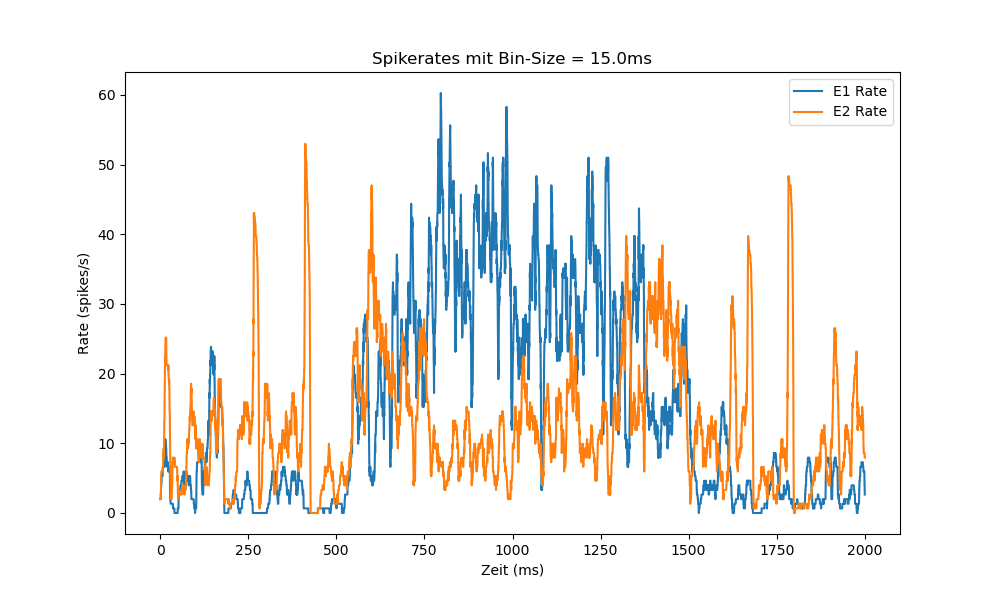 Spikerates mit Bin-Size = 15.0ms
E1 Rate
E2 Rate
60
50
40
30
20
10
0
Rate (spikes/s)
0 250 500 750 1000 1250 1500 1750 2000
Zeit (ms)